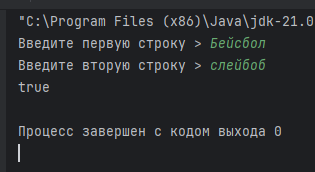 "C:\Program Files (x86)\Java\jdk-21.0
Введите первую строку > Бейсбол
Введите вторую строку > слейбоб
true
Процесс завершен с кодом выхода 0